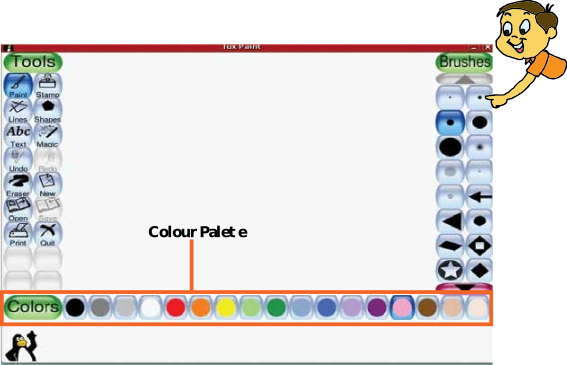 Tux Paint
Tools
Brushes
Paint Stamp
Lines Shapes
Abc
Text Magic
Undo Redo
Eraser New
Open Save
Print Quit
Colour Palete
Colors